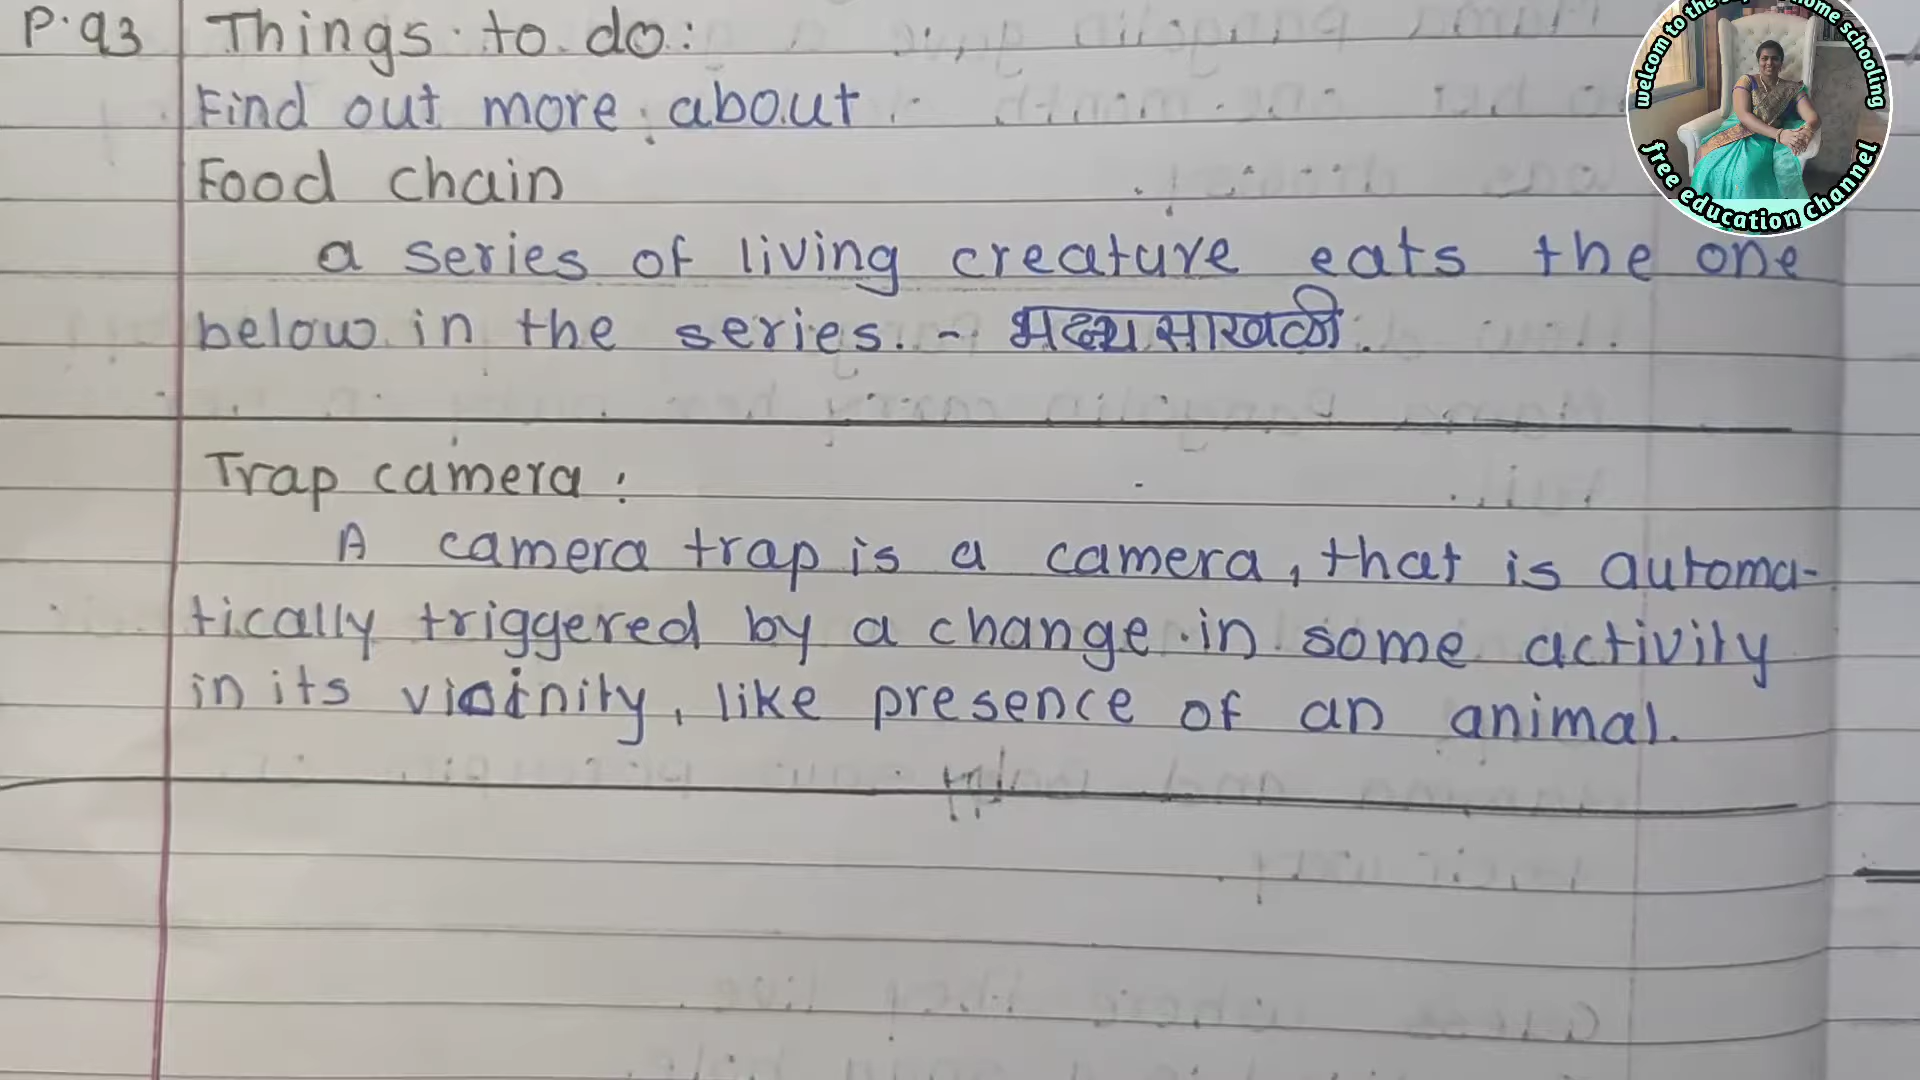 P. 93 Things to do:
Find out more about
Food chain
a series of living creature eats the one
below in the series. - भक्ष्य साखळी.
Trap camera:
A camera trap is a camera, that is automa-
tically triggered by a change in some activity
in its vicinity, like presence of an animal.
welcom to the home schooling
free education channel